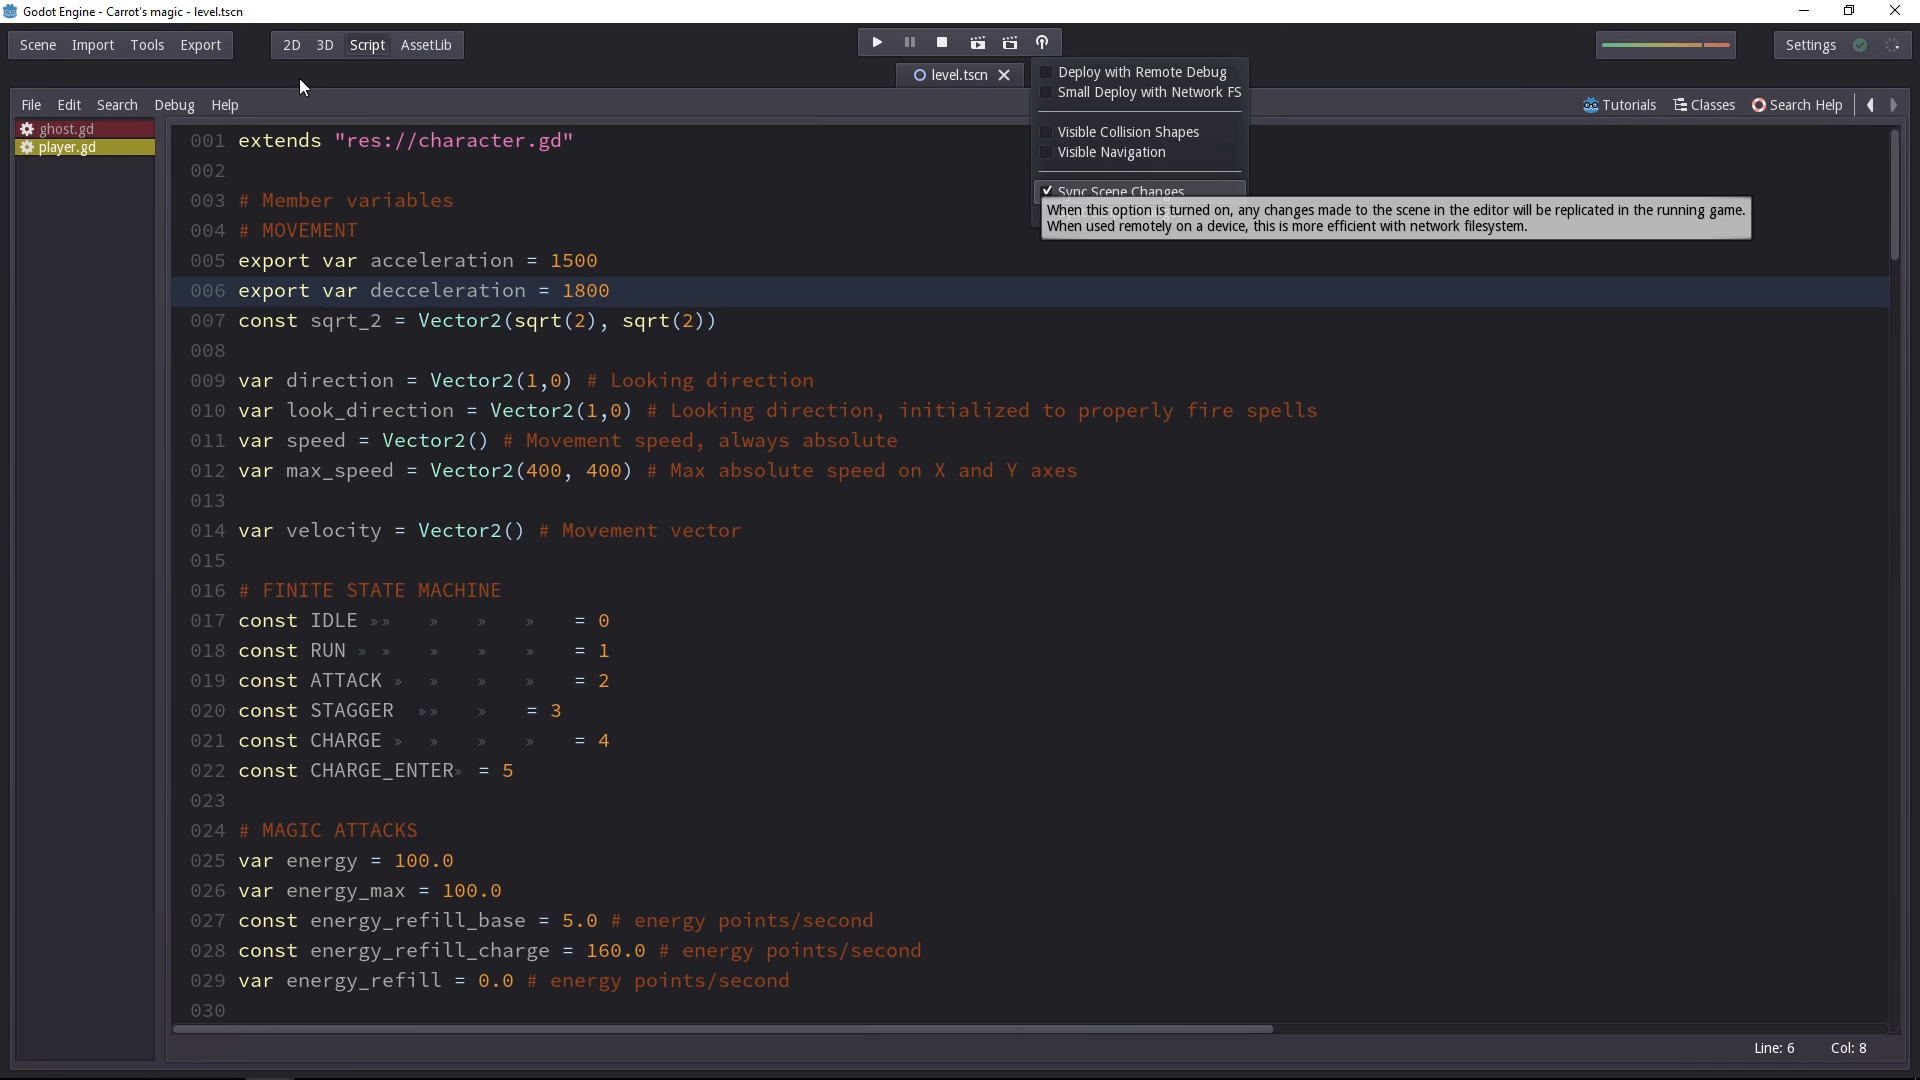 Godot Engine - Carrot's magic - level.tscn
Scene Import Tools Export 2D 3D Script AssetLib Settings
level.tscn
Deploy with Remote Debug
Small Deploy with Network FS
Visible Collision Shapes
Visible Navigation
Sync Scene Changes
When this option is turned on, any changes made to the scene in the editor will be replicated in the running game.
When used remotely on a device, this is more efficient with network filesystem.
File Edit Search Debug Help Tutorials Classes Search Help
ghost.gd
player.gd
001 extends "res://character.gd"
002
003 # Member variables
004 # MOVEMENT
005 export var acceleration = 1500
006 export var decceleration = 1800
007 const sqrt_2 = Vector2(sqrt(2), sqrt(2))
008
009 var direction = Vector2(1,0) # Looking direction
010 var look_direction = Vector2(1,0) # Looking direction, initialized to properly fire spells
011 var speed = Vector2() # Movement speed, always absolute
012 var max_speed = Vector2(400, 400) # Max absolute speed on X and Y axes
013
014 var velocity = Vector2() # Movement vector
015
016 # FINITE STATE MACHINE
017 const IDLE »» » » » = 0
018 const RUN » » » » » = 1
019 const ATTACK » » » » = 2
020 const STAGGER »» » = 3
021 const CHARGE » » » » = 4
022 const CHARGE_ENTER» = 5
023
024 # MAGIC ATTACKS
025 var energy = 100.0
026 var energy_max = 100.0
027 const energy_refill_base = 5.0 # energy points/second
028 const energy_refill_charge = 160.0 # energy points/second
029 var energy_refill = 0.0 # energy points/second
030
Line: 6 Col: 8